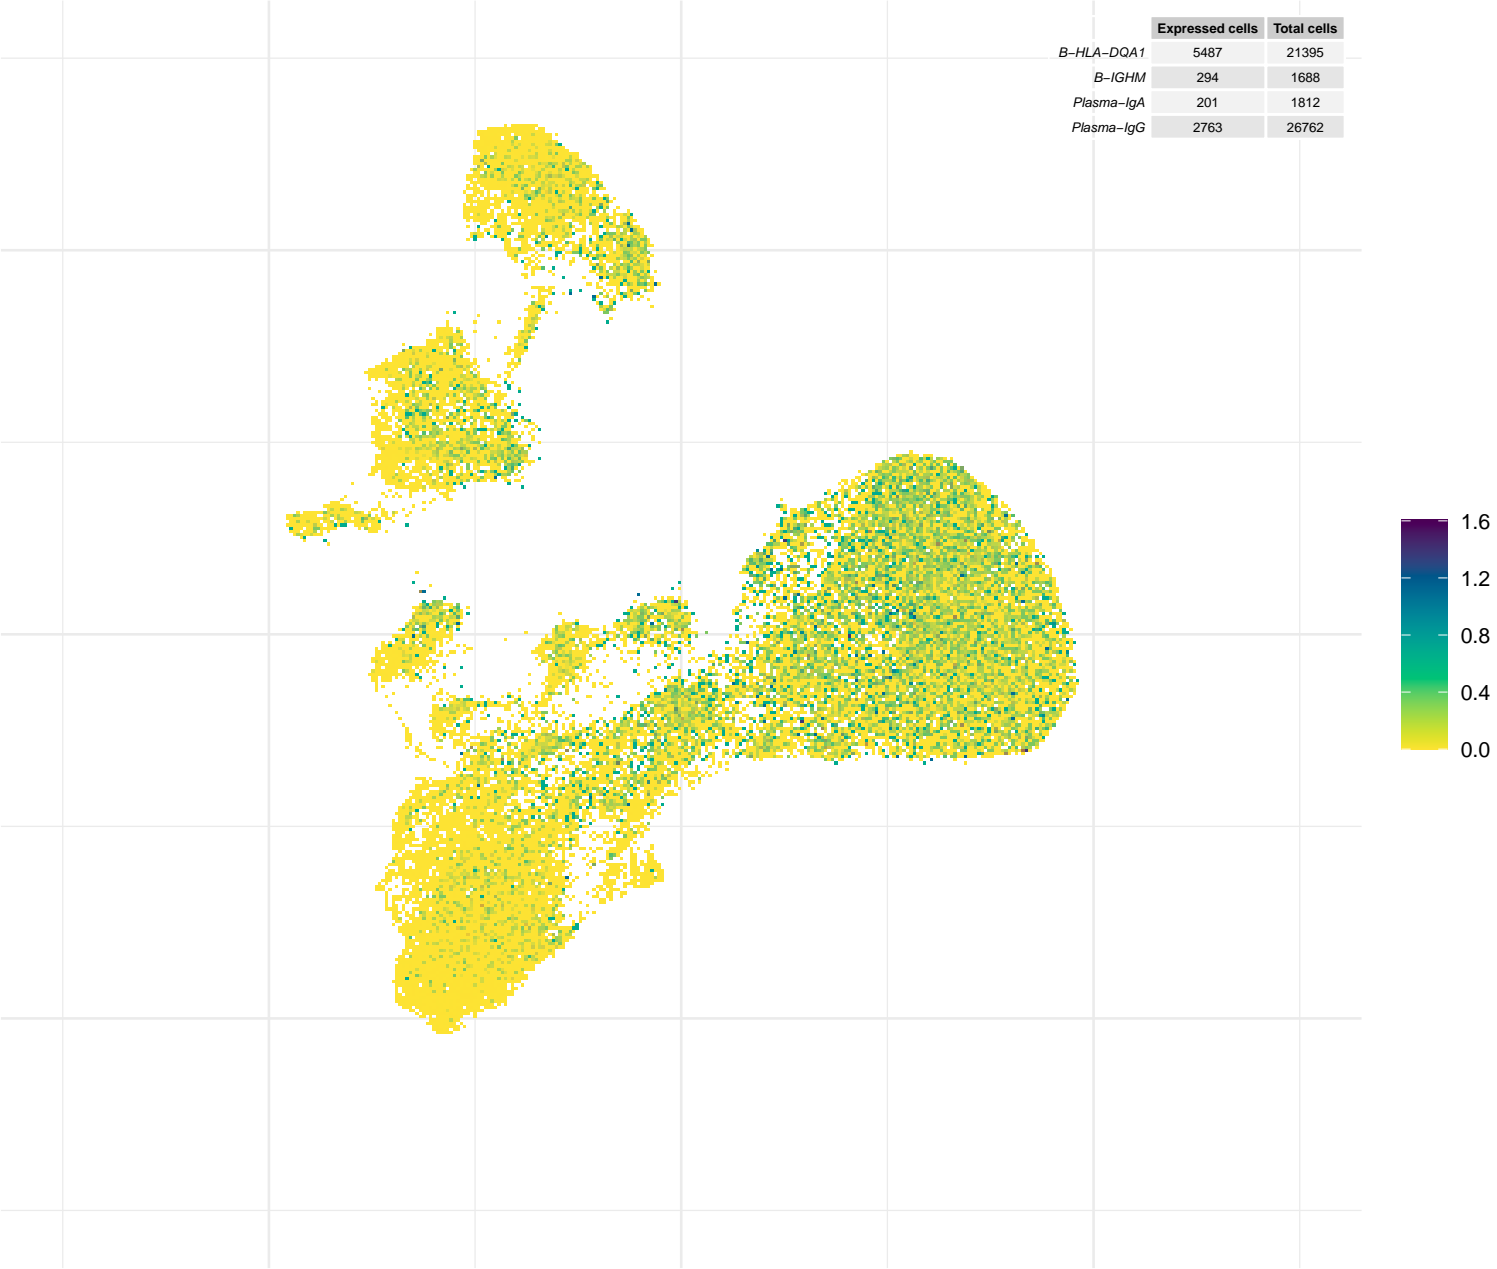 Expressed cells Total cells
B−HLA−DQA1 5487 21395
B−IGHM 294 1688
Plasma−IgA 201 1812
Plasma−IgG 2763 26762
1.6
1.2
0.8
0.4
0.0